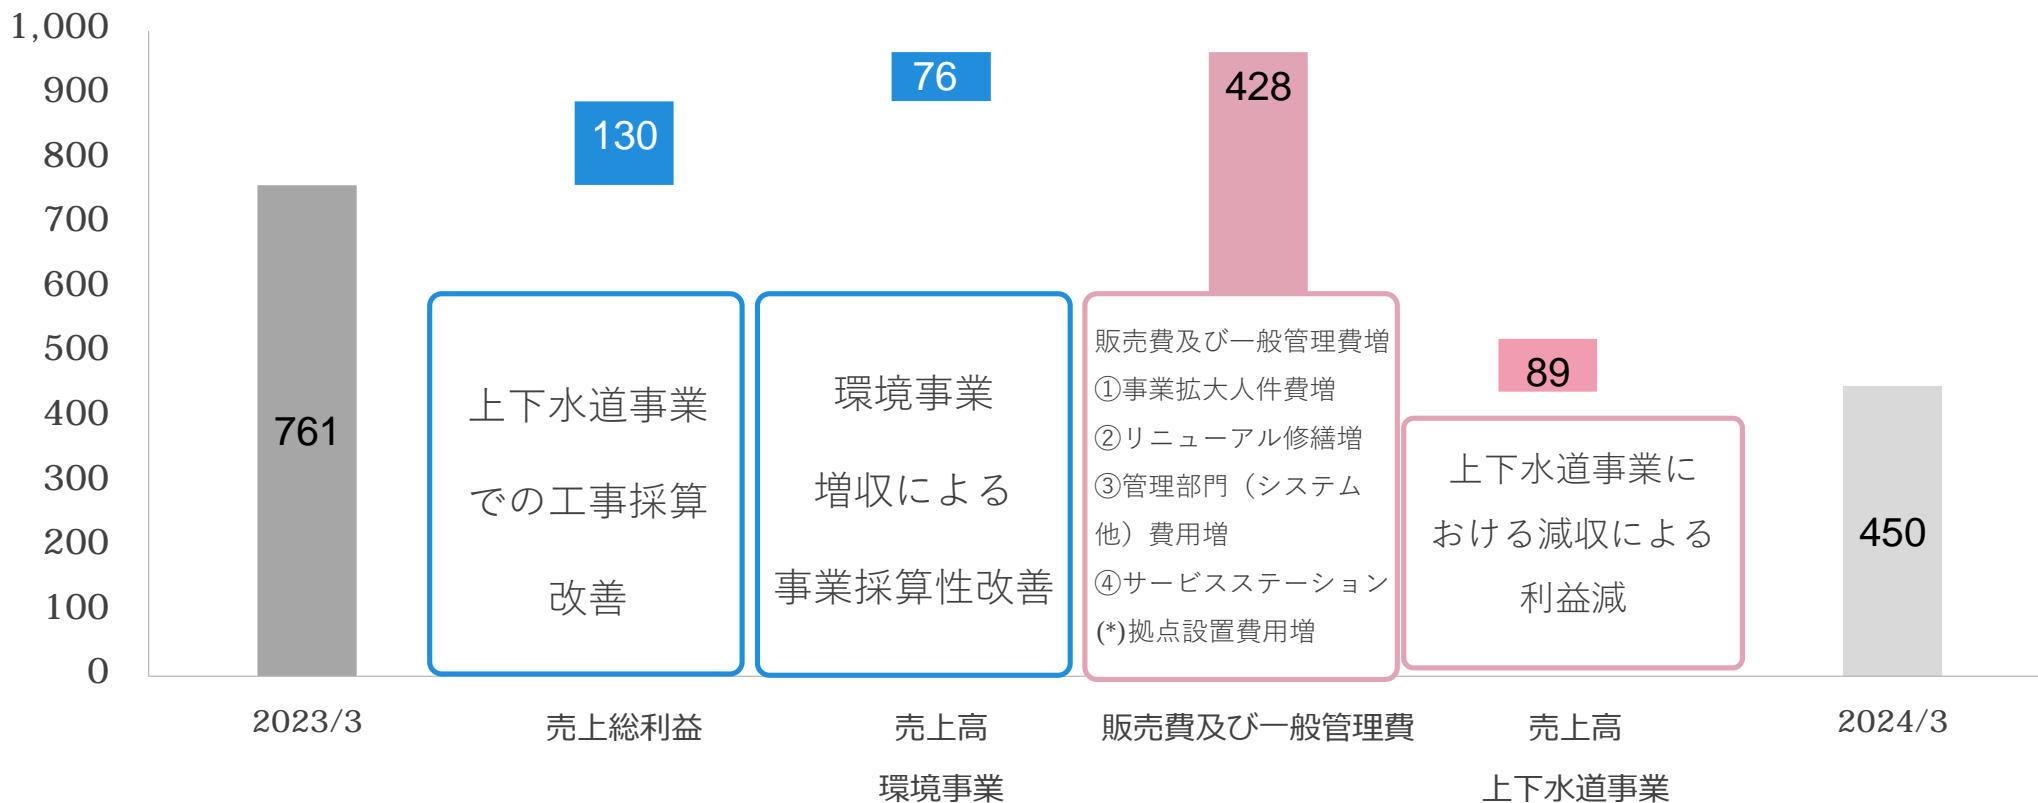 1,000
900
800
700
600
500
400
300
200
100
0
761
130
76
428
89
450
上下水道事業
での工事採算
改善
環境事業
増収による
事業採算性改善
販売費及び一般管理費増
①事業拡大人件費増
②リニューアル修繕増
③管理部門（システム
他）費用増
④サービスステーション
(*)拠点設置費用増
上下水道事業に
おける減収による
利益減
2023/3
売上総利益
売上高
環境事業
販売費及び一般管理費
売上高
上下水道事業
2024/3